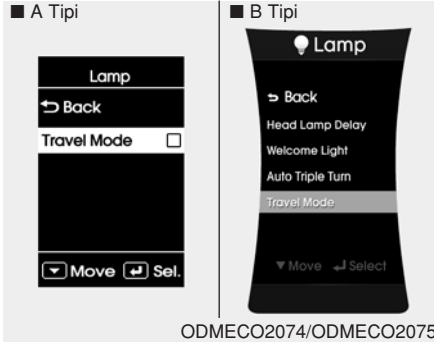 ■ A Tipi
Lamp
Back
Travel Mode
Move Sel.
■ B Tipi
Lamp
Back
Head Lamp Delay
Welcome Light
Auto Triple Turn
Travel Mode
▼Move Select
ODMECO2074/ODMECO2075